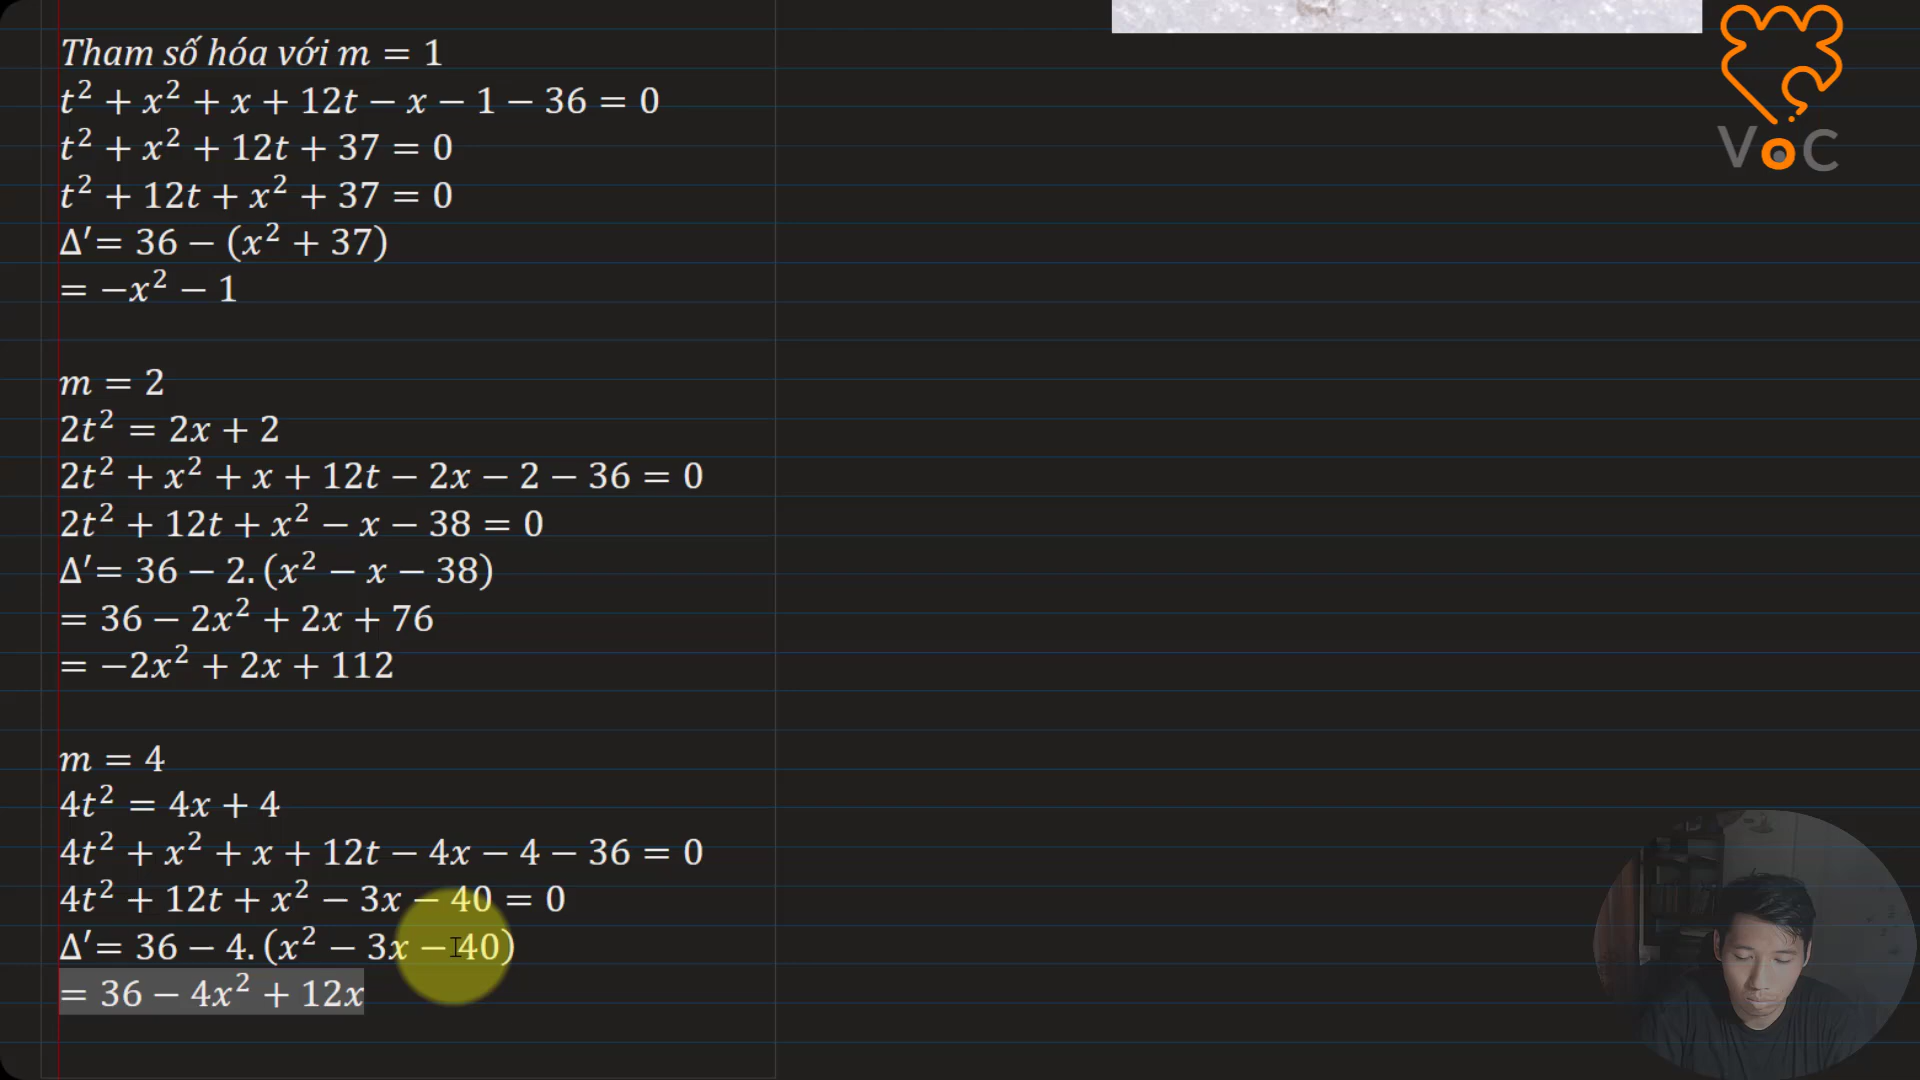 Tham số hóa với m = 1
t² + x² + x + 12t − x − 1 − 36 = 0
t² + x² + 12t + 37 = 0
t² + 12t + x² + 37 = 0
Δ′= 36 − (x² + 37)
= −x² − 1
m = 2
2t² = 2x + 2
2t² + x² + x + 12t − 2x − 2 − 36 = 0
2t² + 12t + x² − x − 38 = 0
Δ′= 36 − 2. (x² − x − 38)
= 36 − 2x² + 2x + 76
= −2x² + 2x + 112
m = 4
4t² = 4x + 4
4t² + x² + x + 12t − 4x − 4 − 36 = 0
4t² + 12t + x² − 3x − 40 = 0
Δ′= 36 − 4. (x² − 3x − 40)
= 36 − 4x² + 12x
VoC